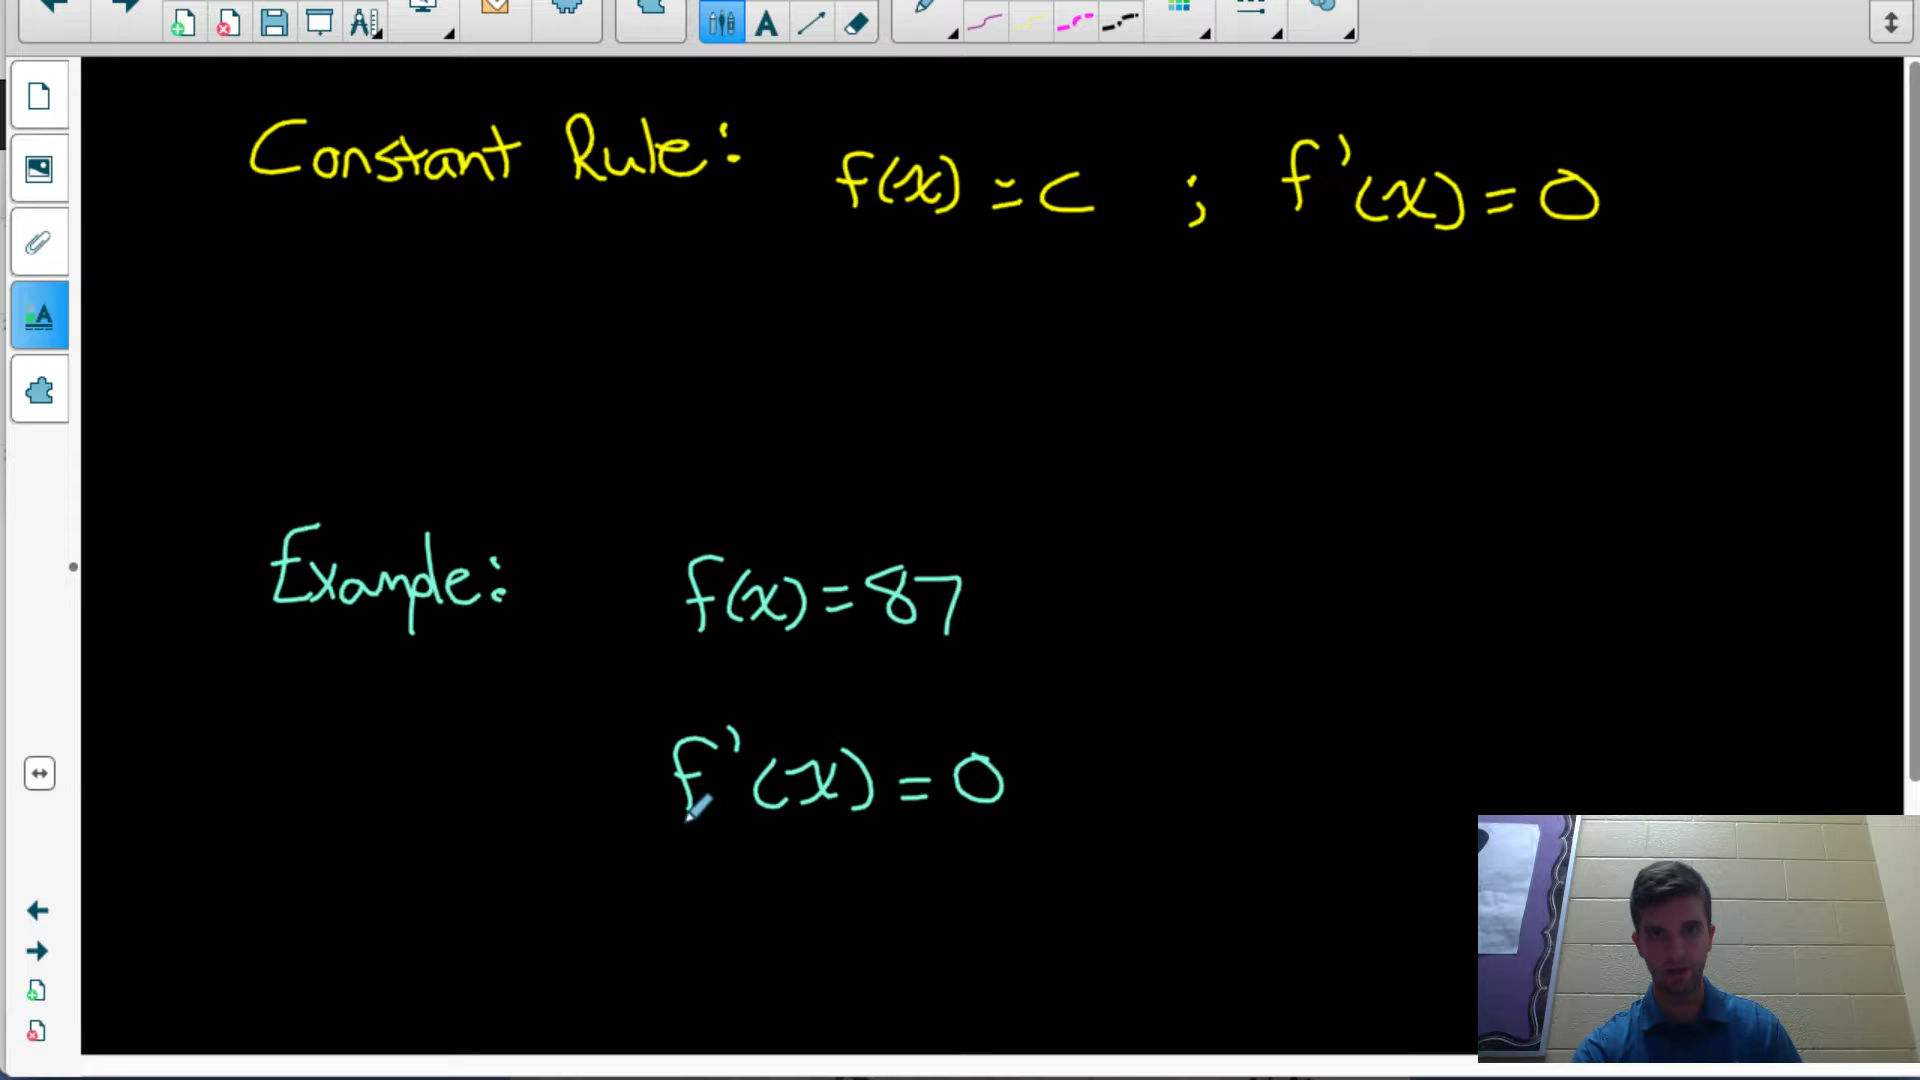 Constant Rule: f(x) = c ; f'(x) = 0
Example: f(x) = 87
f'(x) = 0